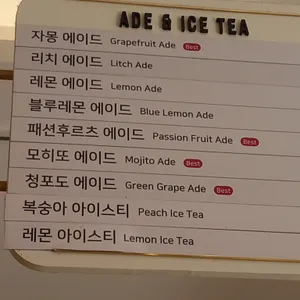 ADE & ICE TEA
자몽 에이드 Grapefruit Ade Best
리치 에이드 Litch Ade
레몬 에이드 Lemon Ade
블루레몬 에이드 Blue Lemon Ade
패션후르츠 에이드 Passion Fruit Ade Best
모히또 에이드 Mojito Ade Best
청포도 에이드 Green Grape Ade Best
복숭아 아이스티 Peach Ice Tea
레몬 아이스티 Lemon Ice Tea